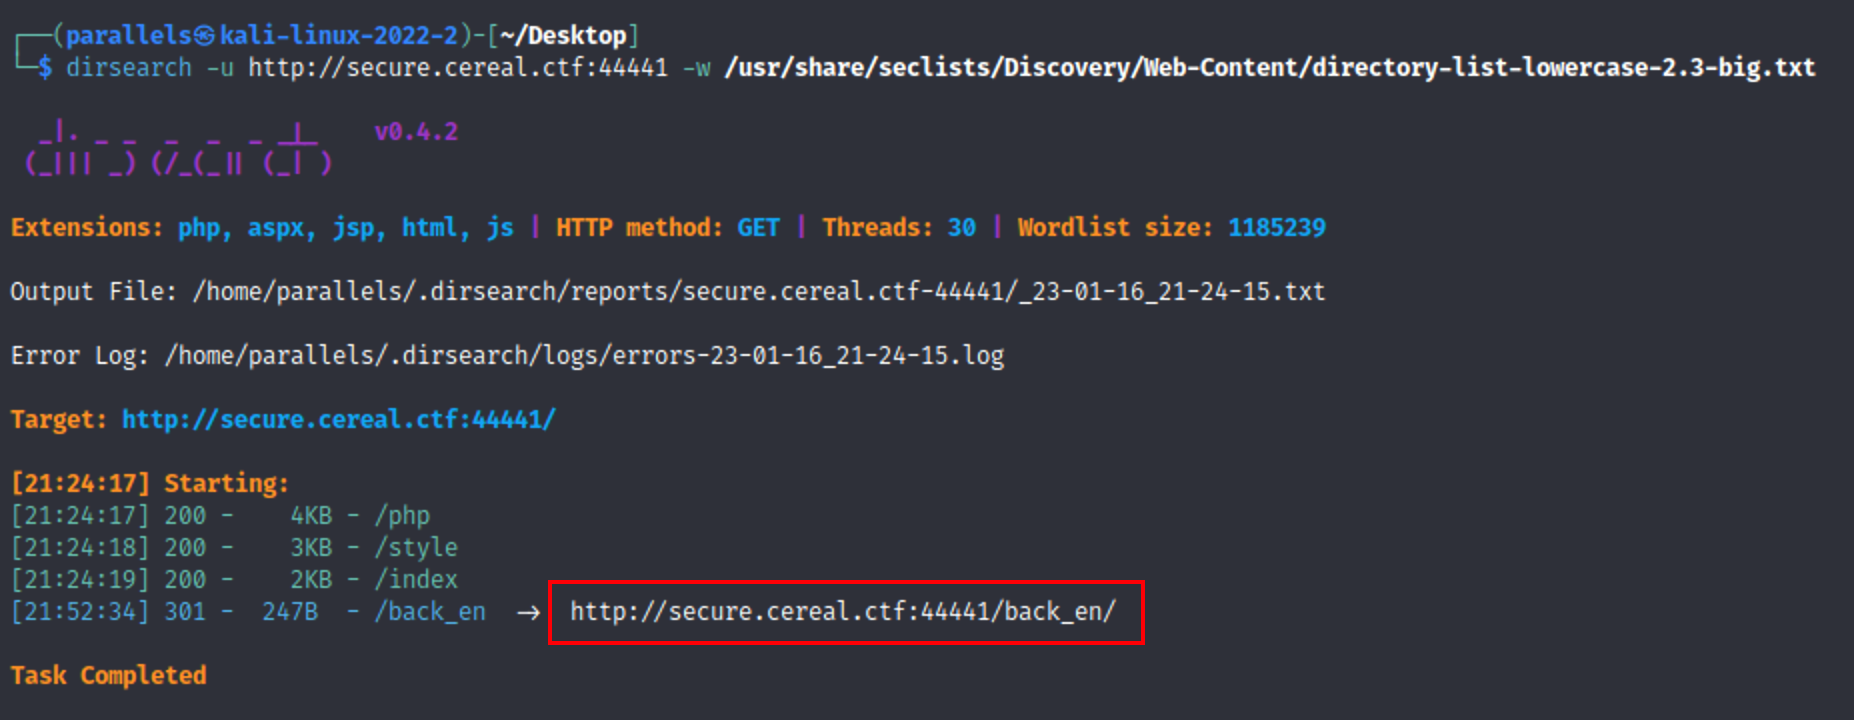 ┌──(parallels㉿kali-linux-2022-2)-[~/Desktop]
└─$ dirsearch -u http://secure.cereal.ctf:44441 -w /usr/share/seclists/Discovery/Web-Content/directory-list-lowercase-2.3-big.txt
  _|. _ _  _  _  _ _|_    v0.4.2
 (_||| _) (/_(_|| (_| )
Extensions: php, aspx, jsp, html, js | HTTP method: GET | Threads: 30 | Wordlist size: 1185239
Output File: /home/parallels/.dirsearch/reports/secure.cereal.ctf-44441/_23-01-16_21-24-15.txt
Error Log: /home/parallels/.dirsearch/logs/errors-23-01-16_21-24-15.log
Target: http://secure.cereal.ctf:44441/
[21:24:17] Starting:
[21:24:17] 200 -    4KB - /php
[21:24:18] 200 -    3KB - /style
[21:24:19] 200 -    2KB - /index
[21:52:34] 301 -  247B  - /back_en  →  http://secure.cereal.ctf:44441/back_en/
Task Completed